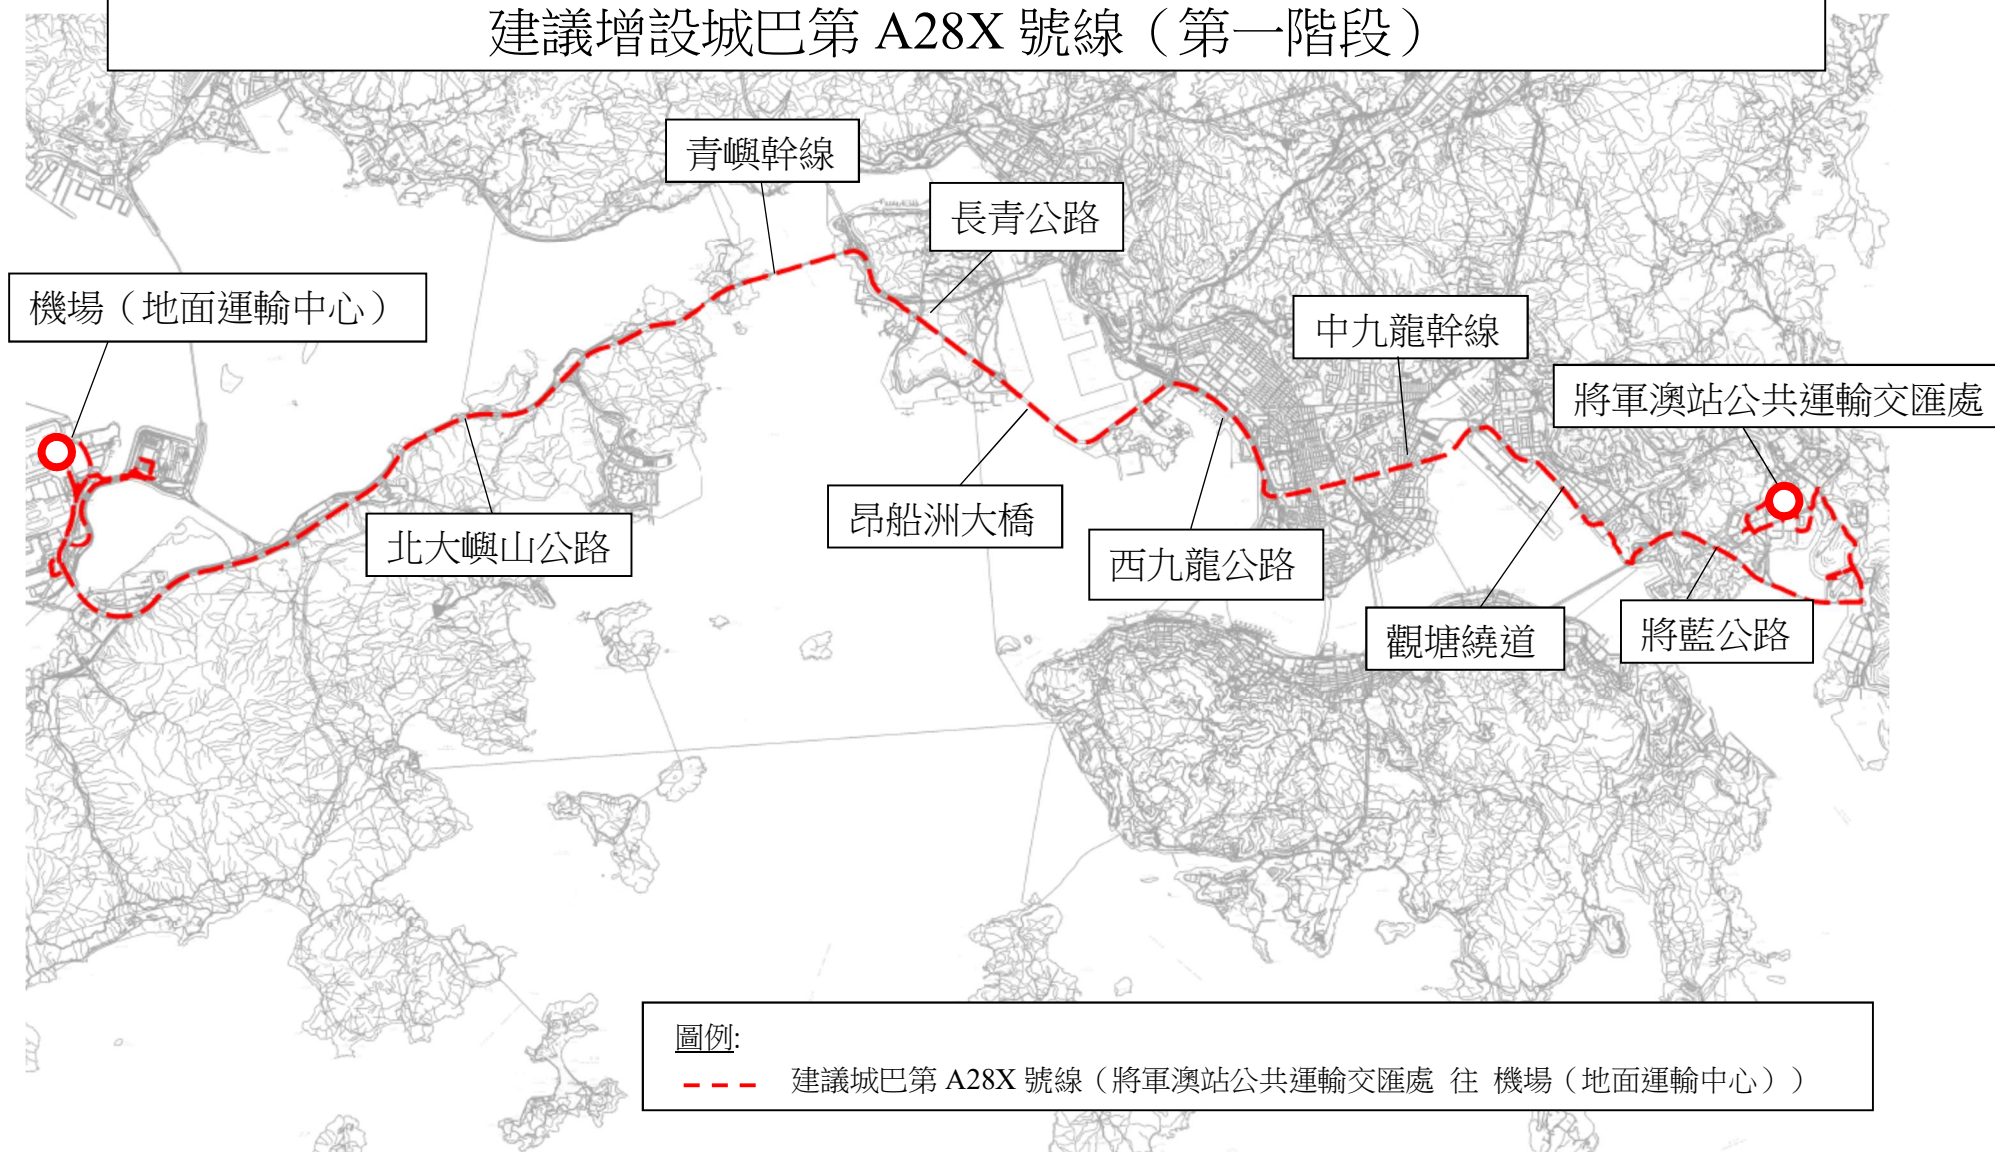 建議增設城巴第 A28X 號線（第一階段）
青嶼幹線
長青公路
機場（地面運輸中心）
中九龍幹線
將軍澳站公共運輸交匯處
北大嶼山公路
昂船洲大橋
西九龍公路
觀塘繞道
將藍公路
圖例:
建議城巴第 A28X 號線（將軍澳站公共運輸交匯處 往 機場（地面運輸中心））